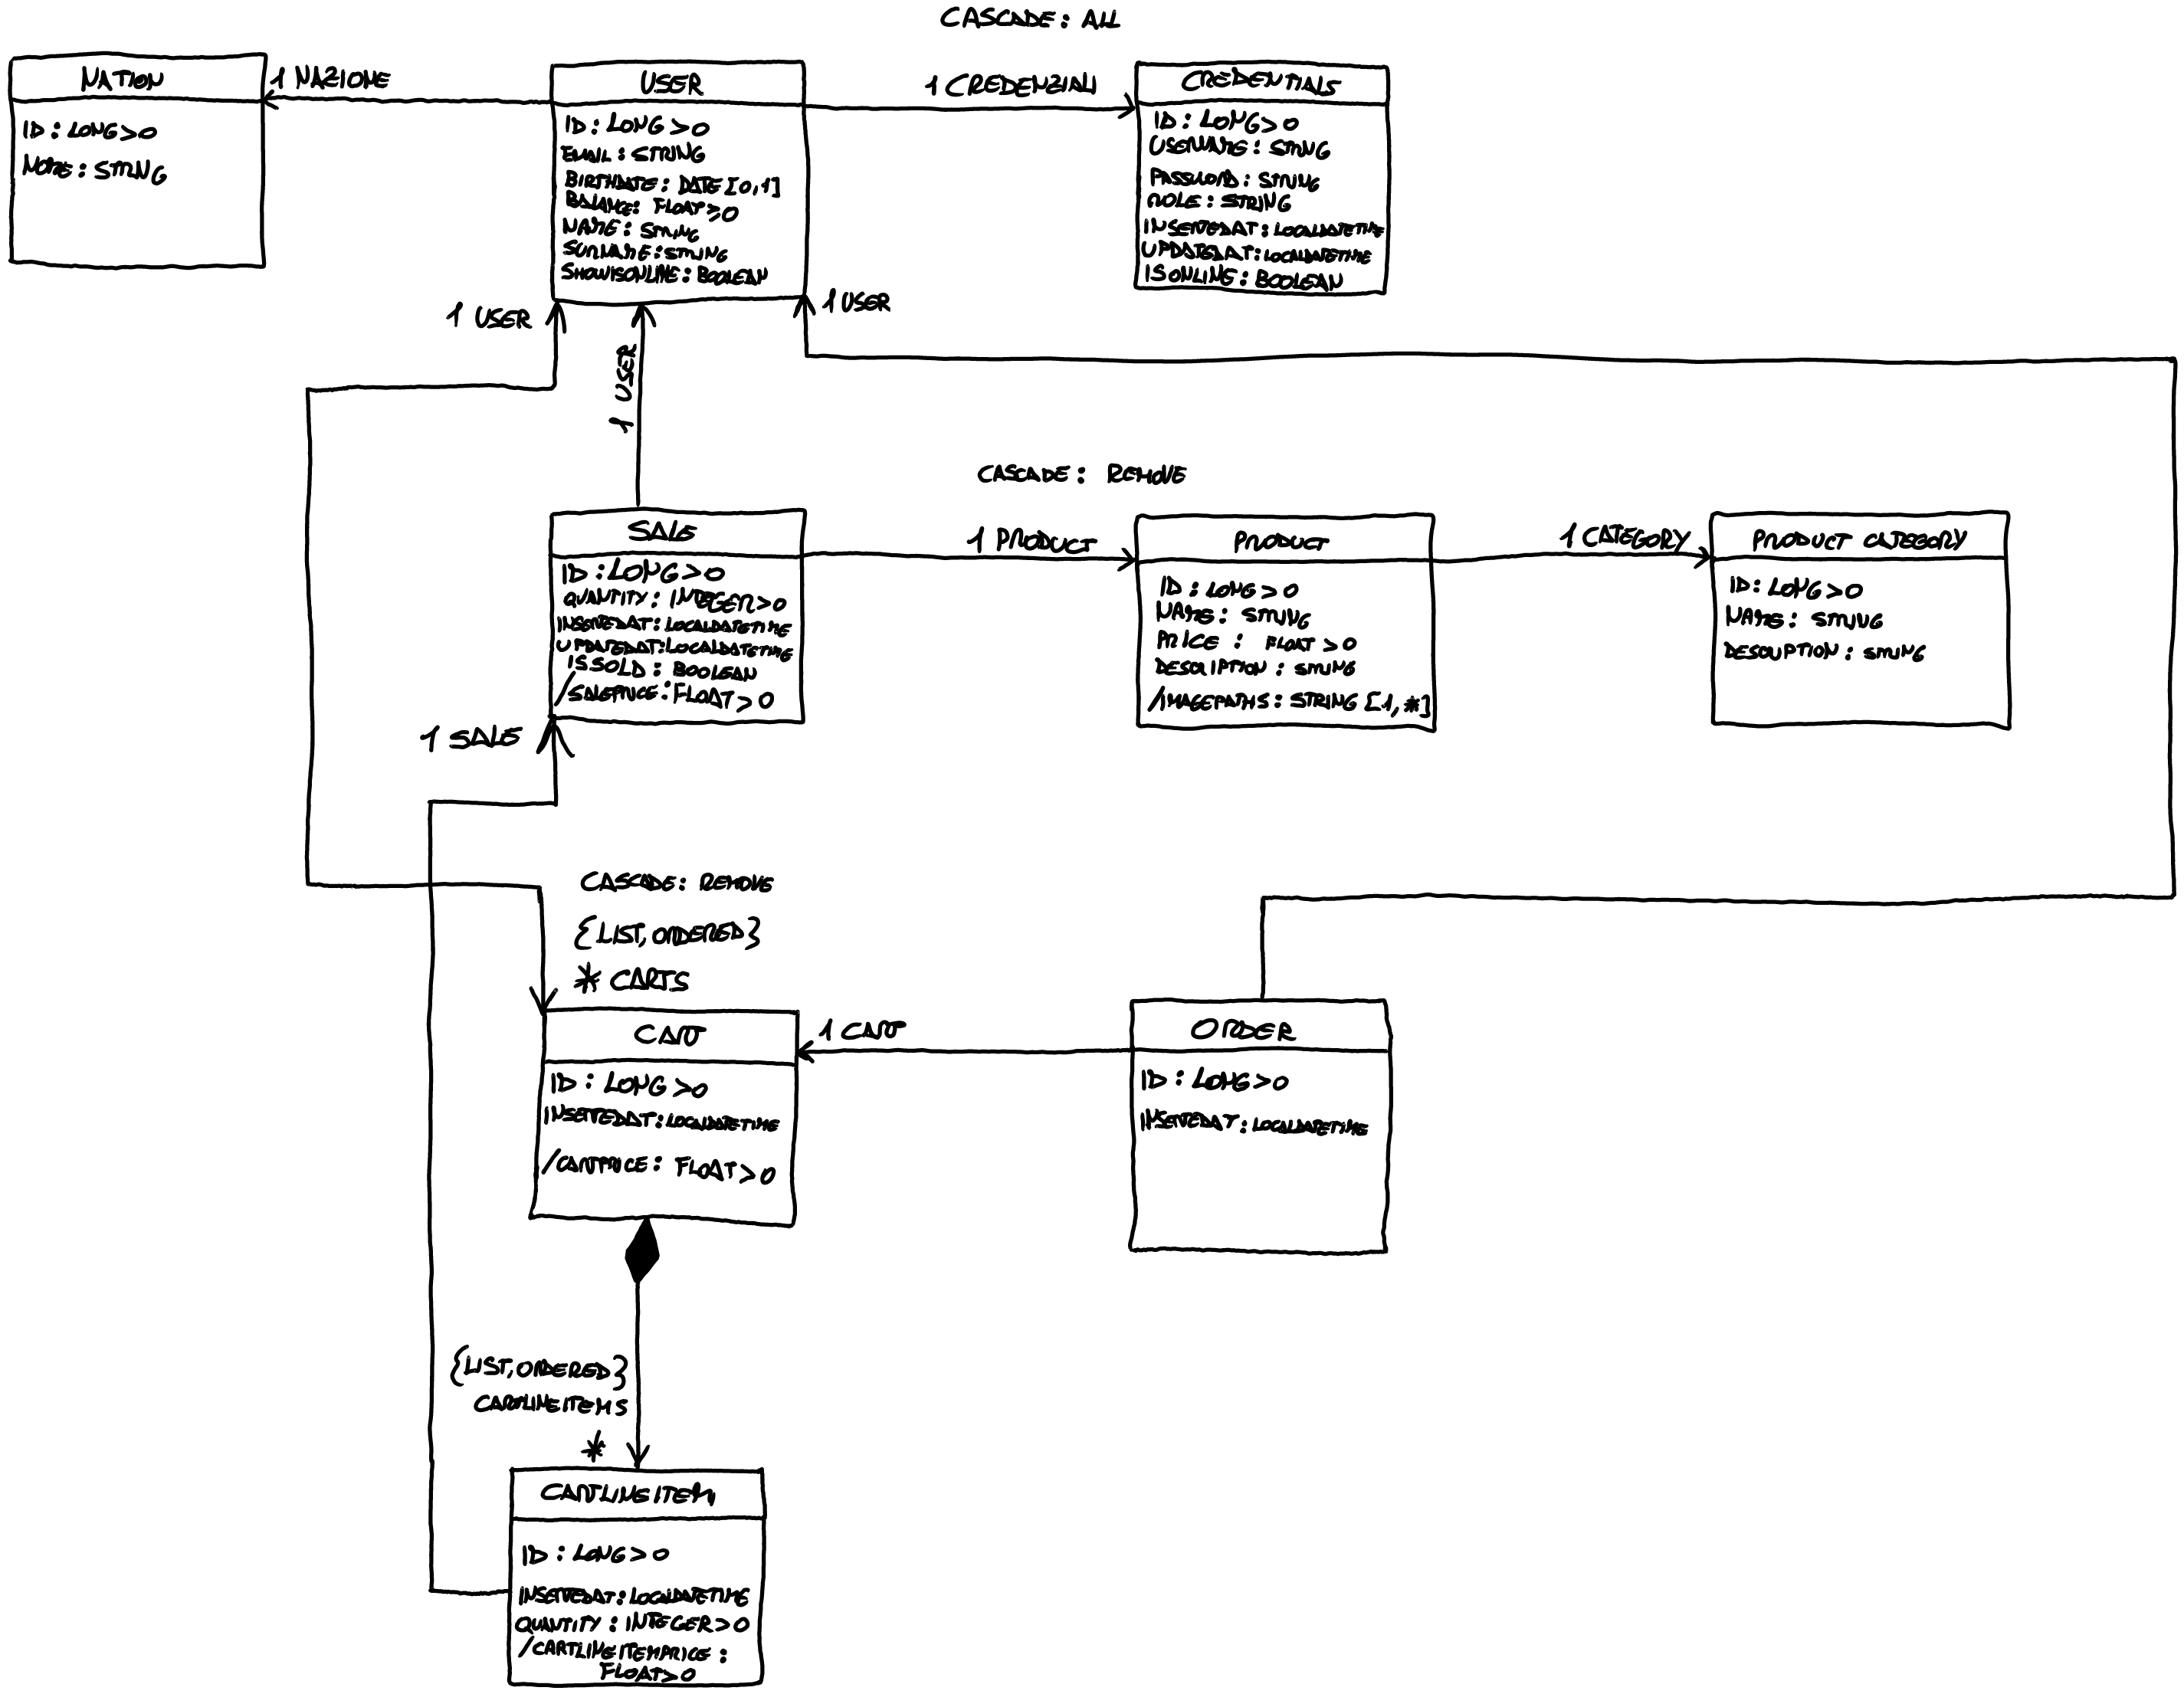 CASCADE: ALL
NATION
1 NAZIONE
USER
1 CREDENZIALI
CREDENTIALS
ID: LONG>0
NOME: STRING
ID: LONG>0
EMAIL: STRING
BIRTHDATE: DATE [0,1]
BALANCE: FLOAT≥0
NAME: STRING
SURNAME: STRING
SHOWISONLINE: BOOLEAN
ID: LONG>0
USERNAME: STRING
PASSWORD: STRING
ROLE: STRING
INSERTEDAT: LOCALDATETIME
UPDATEDAT: LOCALDATETIME
ISONLINE: BOOLEAN
1 USER
1 USER
1 USER
CASCADE: REMOVE
SALE
1 PRODUCT
PRODUCT
1 CATEGORY
PRODUCT CATEGORY
ID: LONG>0
QUANTITY: INTEGER>0
INSERTEDAT: LOCALDATETIME
UPDATEDAT: LOCALDATETIME
ISSOLD: BOOLEAN
/SALEPRICE: FLOAT>0
ID: LONG>0
NAME: STRING
PRICE: FLOAT>0
DESCRIPTION: STRING
/IMAGEPATHS: STRING [1,*]
ID: LONG>0
NAME: STRING
DESCRIPTION: STRING
1 SALE
CASCADE: REMOVE
{LIST, ORDERED}
* CARTS
CART
1 CART
ORDER
ID: LONG>0
INSERTEDAT: LOCALDATETIME
/CARTPRICE: FLOAT>0
ID: LONG>0
INSERTEDAT: LOCALDATETIME
{LIST, ORDERED}
CARTLINEITEMS
*
CARTLINEITEM
ID: LONG>0
INSERTEDAT: LOCALDATETIME
QUANTITY: INTEGER>0
/CARTLINEITEMPRICE:
FLOAT>0